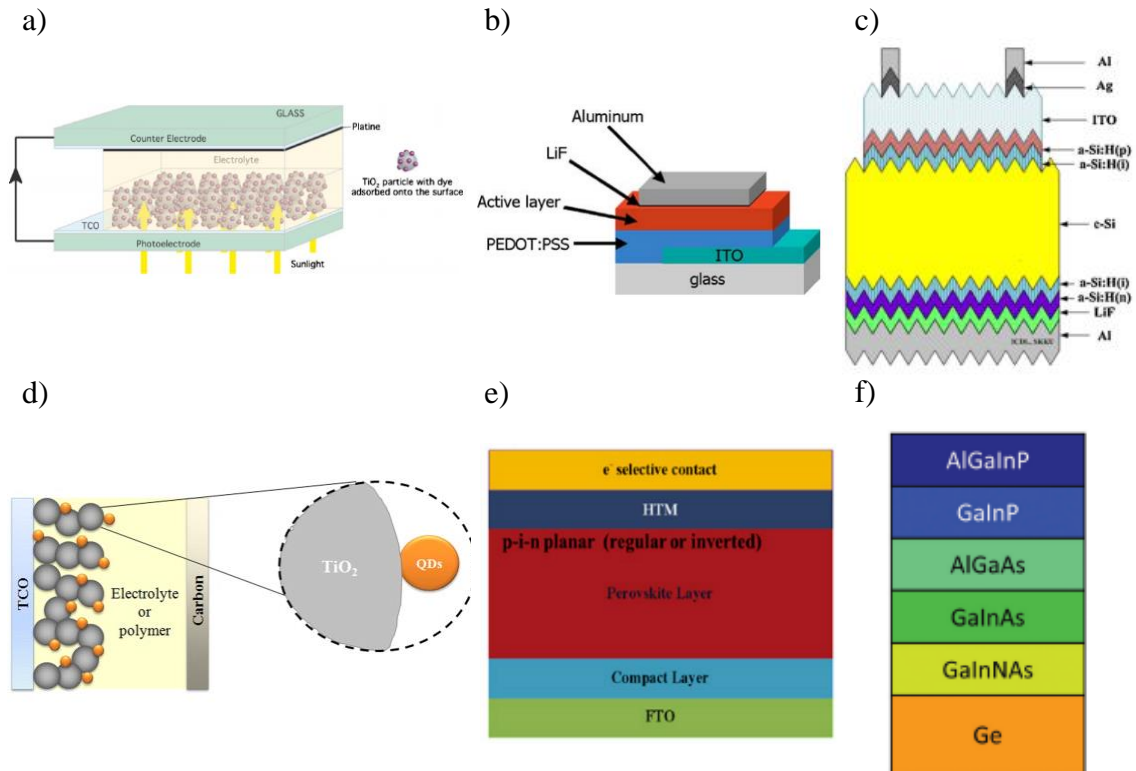 a)
GLASS
Counter Electrode
Platine
Electrolyte
TiO₂ particle with dye
adsorbed onto the surface
TCO
Photoelectrode
Sunlight
b)
Aluminum
LiF
Active layer
PEDOT:PSS
ITO
glass
c)
Al
Ag
ITO
a-Si:H(p)
a-Si:H(i)
c-Si
a-Si:H(i)
a-Si:H(n)
LiF
Al
d)
TCO
Electrolyte
or
polymer
Carbon
TiO₂
QDs
e)
e⁻ selective contact
HTM
p-i-n planar (regular or inverted)
Perovskite Layer
Compact Layer
FTO
f)
AlGaInP
GaInP
AlGaAs
GaInAs
GaInNAs
Ge